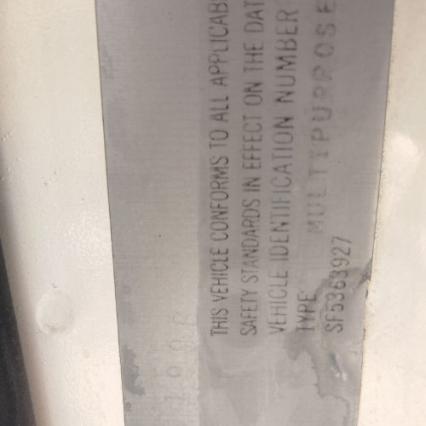 THIS VEHICLE CONFORMS TO ALL APPLICAB
SAFETY STANDARDS IN EFFECT ON THE DAT
VEHICLE IDENTIFICATION NUMBER
TYPE MULTIPURPOSE
SF5363927